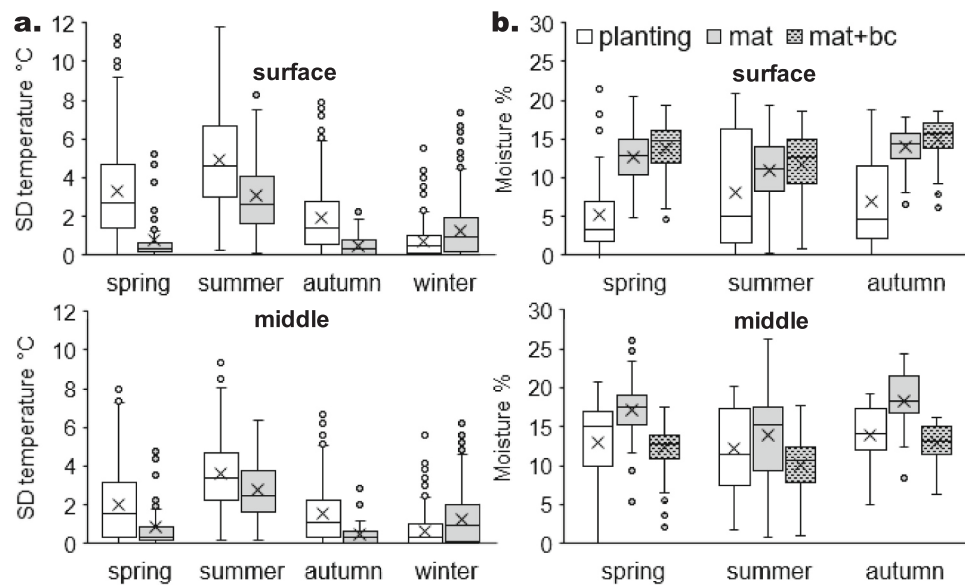 a.
SD temperature °C
12
10
8
6
4
2
0
surface
spring summer autumn winter
SD temperature °C
12
10
8
6
4
2
0
middle
spring summer autumn winter
b.
planting mat mat+bc
Moisture %
30
25
20
15
10
5
0
surface
spring summer autumn
Moisture %
30
25
20
15
10
5
0
middle
spring summer autumn